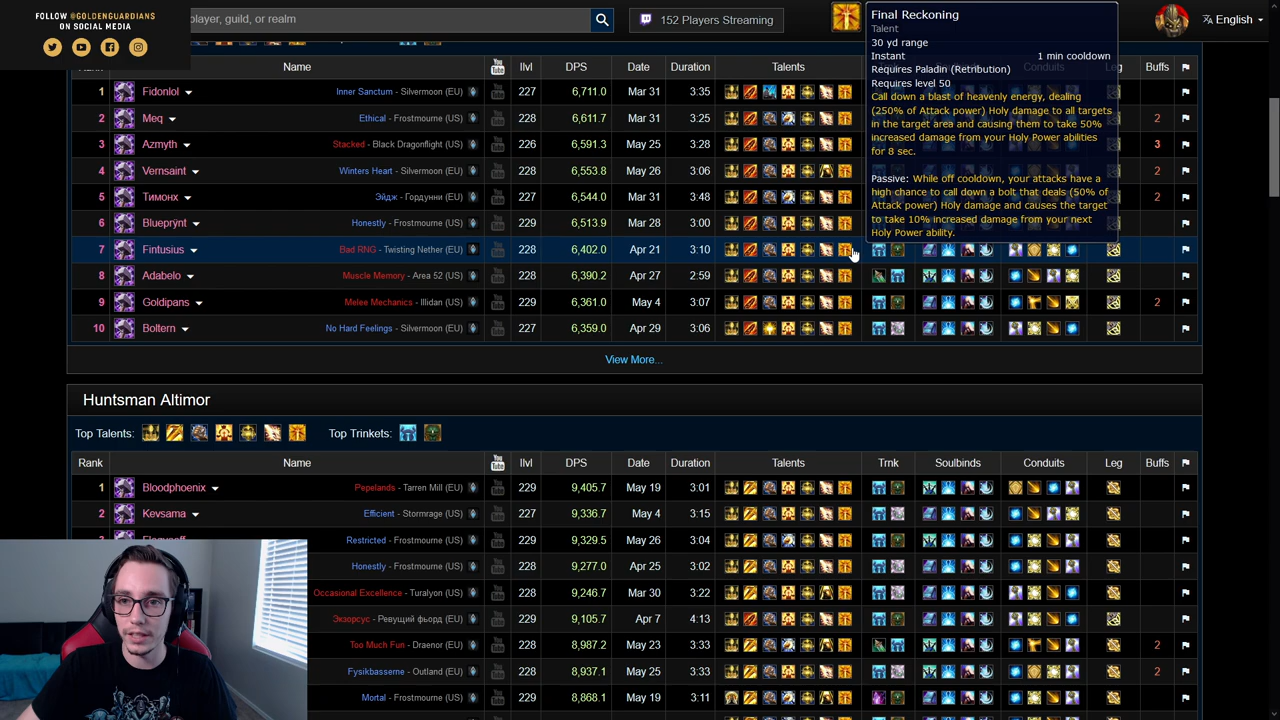 FOLLOW @GOLDENGUARDIANS
ON SOCIAL MEDIA
player, guild, or realm
152 Players Streaming
English
Final Reckoning
Talent
30 yd range
Instant 1 min cooldown
Requires Paladin (Retribution)
Requires level 50
Call down a blast of heavenly energy, dealing
(250% of Attack power) Holy damage to all targets
in the target area and causing them to take 50%
increased damage from your Holy Power abilities
for 8 sec.
Passive: While off cooldown, your attacks have a
high chance to call down a bolt that deals (50% of
Attack power) Holy damage and causes the target
to take 10% increased damage from your next
Holy Power ability.
Name You Tube Ilvl DPS Date Duration Talents Leg Buffs
1 Fidonlol Inner Sanctum - Silvermoon (EU) 227 6,711.0 Mar 31 3:35
2 Meq Ethical - Frostmourne (US) 228 6,611.7 Mar 31 3:25 2
3 Azmyth Stacked - Black Dragonflight (US) 226 6,591.3 May 25 3:28 3
4 Vernsaint Winters Heart - Silvermoon (EU) 228 6,553.8 May 26 3:06 2
5 Тимонх Эйдж - Гордунни (EU) 228 6,544.0 Mar 31 3:48 2
6 Blueprýnt Honestly - Frostmourne (US) 228 6,513.9 Mar 28 3:00
7 Fintusius Bad RNG - Twisting Nether (EU) 228 6,402.0 Apr 21 3:10
8 Adabelo Muscle Memory - Area 52 (US) 228 6,390.2 Apr 27 2:59
9 Goldipans Melee Mechanics - Illidan (US) 229 6,361.0 May 4 3:07 2
10 Boltern No Hard Feelings - Silvermoon (EU) 227 6,359.0 Apr 29 3:06
View More...
Huntsman Altimor
Top Talents: Top Trinkets:
Rank Name You Tube Ilvl DPS Date Duration Talents Trnk Soulbinds Conduits Leg Buffs
1 Bloodphoenix Pepelands - Tarren Mill (EU) 229 9,405.7 May 19 3:01
2 Kevsama Efficient - Stormrage (US) 227 9,336.7 May 4 3:15
Restricted - Frostmourne (US) 229 9,329.5 May 26 3:04
Honestly - Frostmourne (US) 228 9,277.0 Apr 25 3:02
Occasional Excellence - Turalyon (US) 229 9,246.7 Mar 30 3:22
Экзорсус - Ревущий фьорд (EU) 229 9,105.7 Apr 7 4:13
Too Much Fun - Draenor (EU) 228 8,987.2 May 23 3:33 2
Fysikbasserne - Outland (EU) 228 8,937.1 May 25 3:33 2
Mortal - Frostmourne (US) 229 8,868.1 May 19 3:11